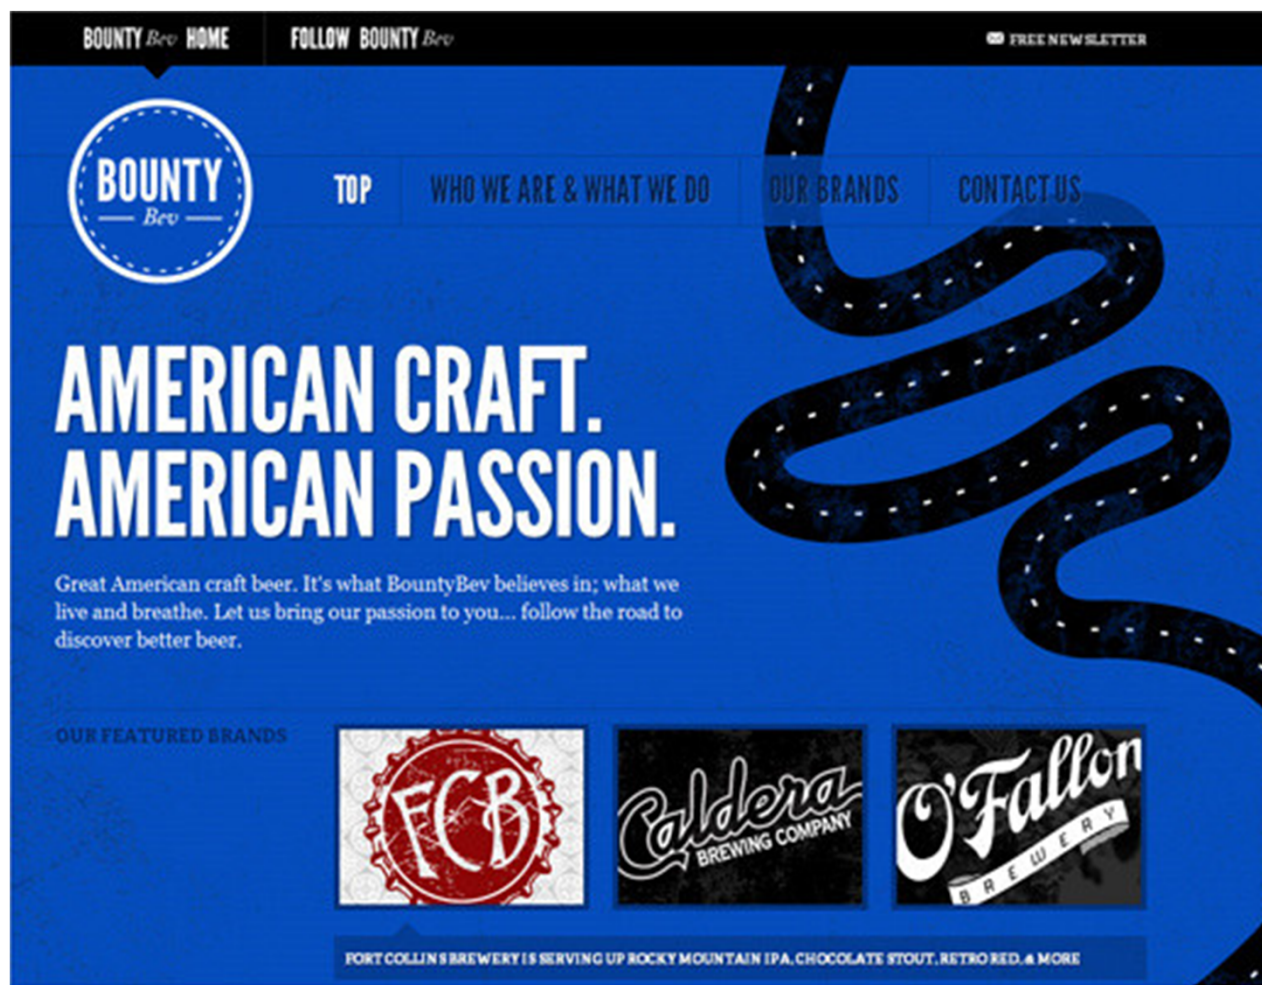 BOUNTY Bev HOME
FOLLOW BOUNTY Bev
FREE NEWSLETTER
BOUNTY
Bev
TOP
WHO WE ARE & WHAT WE DO
OUR BRANDS
CONTACT US
AMERICAN CRAFT.
AMERICAN PASSION.
Great American craft beer. It's what BountyBev believes in; what we
live and breathe. Let us bring our passion to you... follow the road to
discover better beer.
OUR FEATURED BRANDS
FCB
Caldera
BREWING COMPANY
O'Fallon
BREWERY
FORT COLLINS BREWERY IS SERVING UP ROCKY MOUNTAIN IPA, CHOCOLATE STOUT, RETRO RED, & MORE